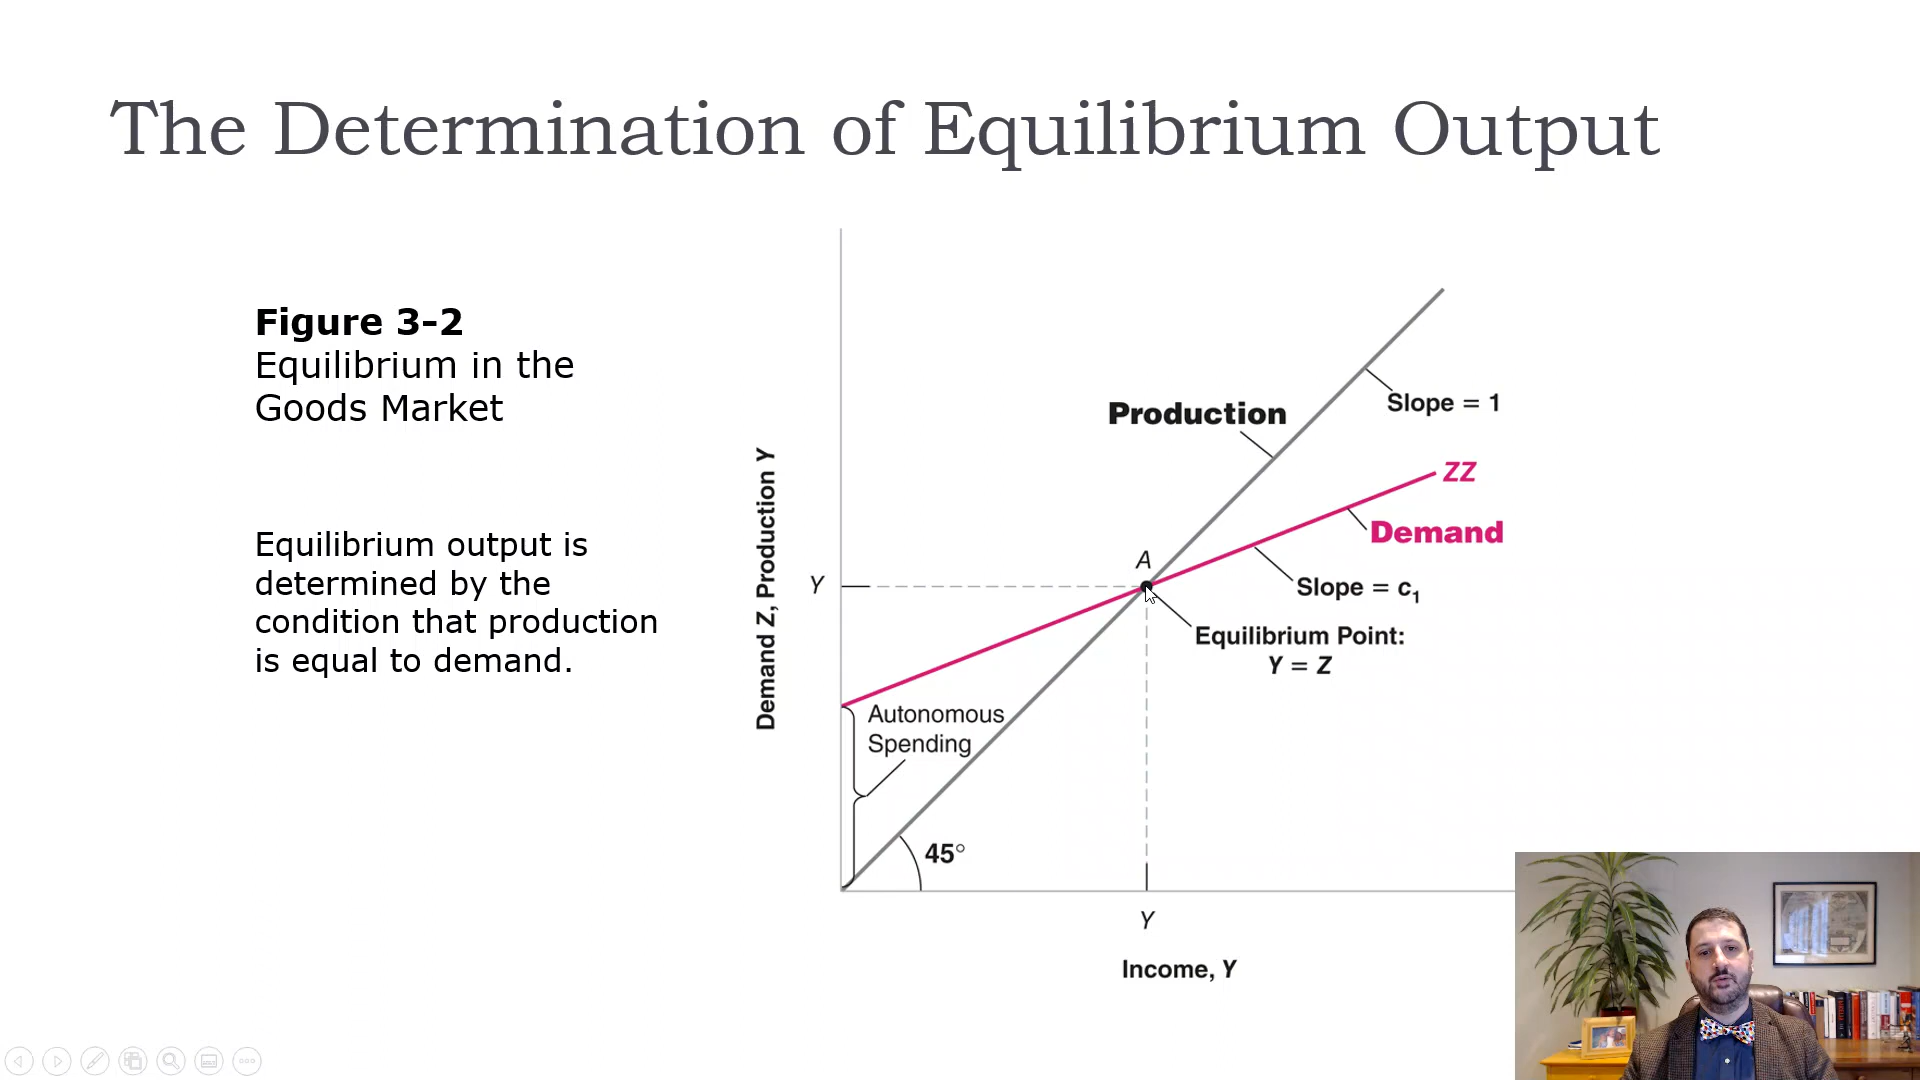 The Determination of Equilibrium Output
Figure 3-2
Equilibrium in the
Goods Market
Equilibrium output is
determined by the
condition that production
is equal to demand.
Demand Z, Production Y
Production
Slope = 1
ZZ
Demand
A
Y
Slope = c₁
Equilibrium Point:
Y = Z
Autonomous
Spending
45°
Y
Income, Y